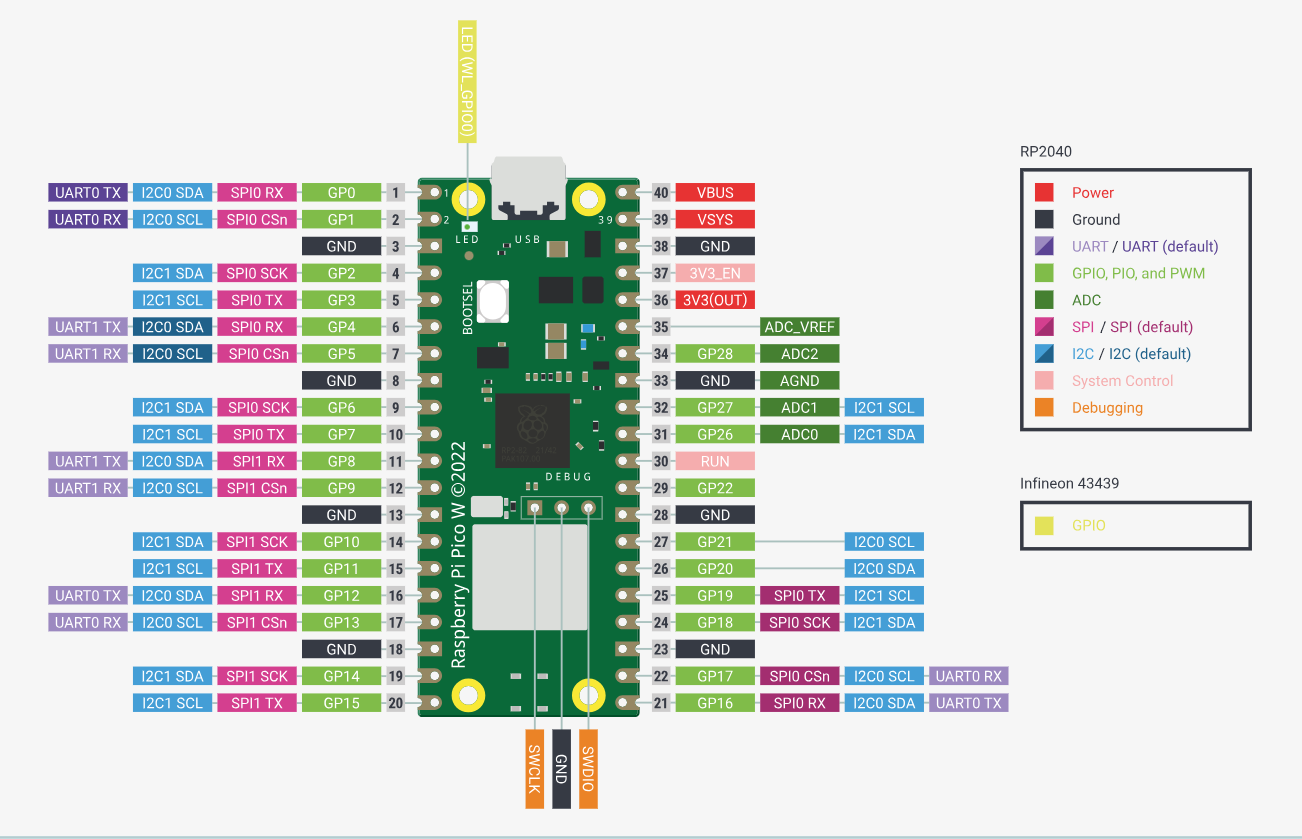 LED (WL_GPIO0)
UART0 TX I2C0 SDA SPI0 RX GP0 1 1 40 VBUS
UART0 RX I2C0 SCL SPI0 CSn GP1 2 2 39 39 VSYS
GND 3 LED USB 38 GND
I2C1 SDA SPI0 SCK GP2 4 37 3V3_EN
I2C1 SCL SPI0 TX GP3 5 BOOTSEL 36 3V3(OUT)
UART1 TX I2C0 SDA SPI0 RX GP4 6 35 ADC_VREF
UART1 RX I2C0 SCL SPI0 CSn GP5 7 34 GP28 ADC2
GND 8 33 GND AGND
I2C1 SDA SPI0 SCK GP6 9 32 GP27 ADC1 I2C1 SCL
I2C1 SCL SPI0 TX GP7 10 31 GP26 ADC0 I2C1 SDA
UART1 TX I2C0 SDA SPI1 RX GP8 11 30 RUN
UART1 RX I2C0 SCL SPI1 CSn GP9 12 DEBUG 29 GP22
GND 13 28 GND
I2C1 SDA SPI1 SCK GP10 14 27 GP21 I2C0 SCL
I2C1 SCL SPI1 TX GP11 15 26 GP20 I2C0 SDA
UART0 TX I2C0 SDA SPI1 RX GP12 16 25 GP19 SPI0 TX I2C1 SCL
UART0 RX I2C0 SCL SPI1 CSn GP13 17 24 GP18 SPI0 SCK I2C1 SDA
GND 18 23 GND
I2C1 SDA SPI1 SCK GP14 19 22 GP17 SPI0 CSn I2C0 SCL UART0 RX
I2C1 SCL SPI1 TX GP15 20 21 GP16 SPI0 RX I2C0 SDA UART0 TX
Raspberry Pi Pico W ©2022
SWCLK
GND
SWDIO
RP2040
Power
Ground
UART / UART (default)
GPIO, PIO, and PWM
ADC
SPI / SPI (default)
I2C / I2C (default)
System Control
Debugging
Infineon 43439
GPIO